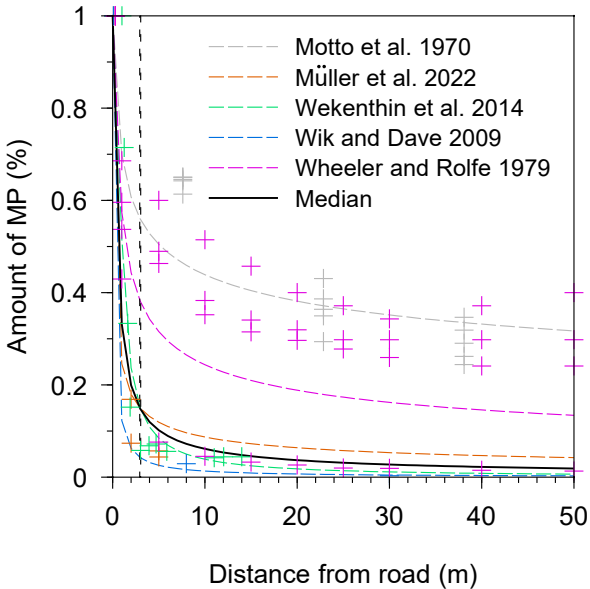 1
Motto et al. 1970
Müller et al. 2022
0.8
Wekenthin et al. 2014
Wik and Dave 2009
Wheeler and Rolfe 1979
0.6
Median
Amount of MP (%)
0.4
0.2
0
0 10 20 30 40 50
Distance from road (m)